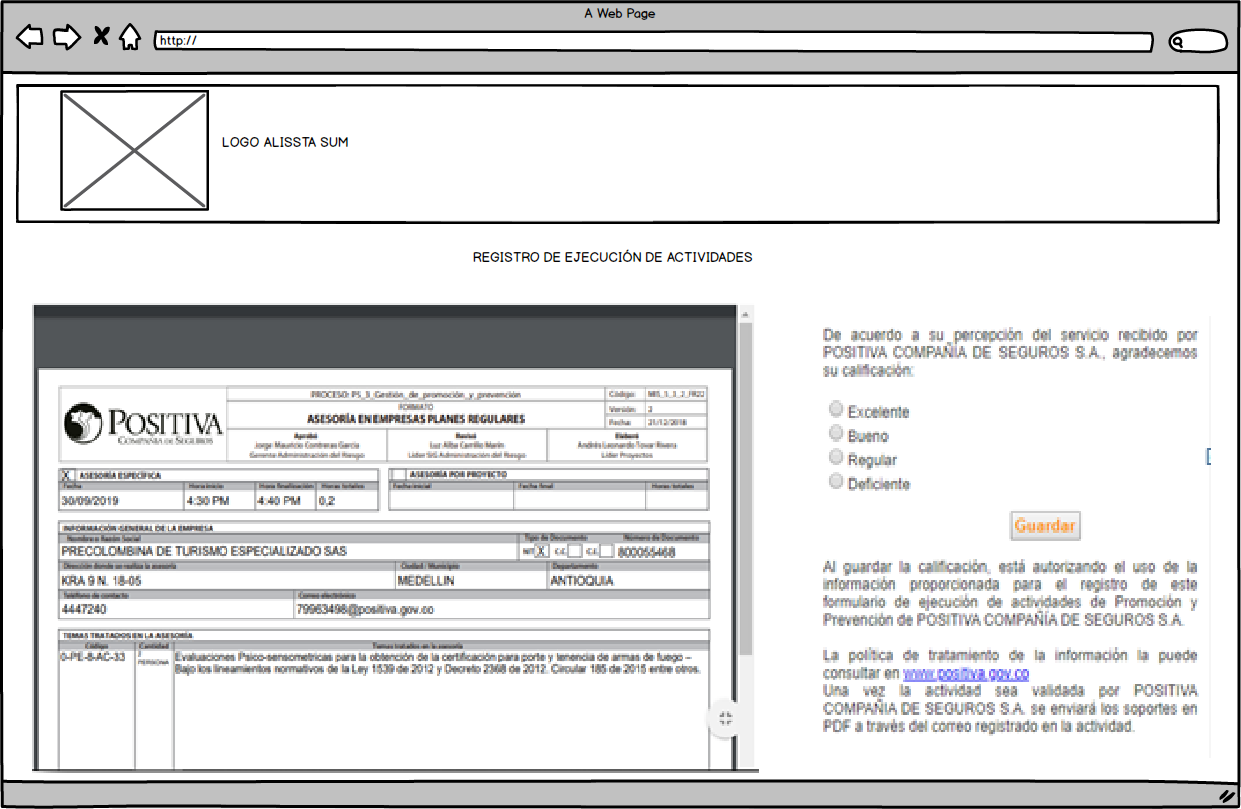 A Web Page
http://
LOGO ALISSTA SUM
REGISTRO DE EJECUCIÓN DE ACTIVIDADES
POSITIVA
COMPAÑIA DE SEGUROS
PROCESO: P5_3_Gestión_de_promoción_y_prevención
FORMATO
ASESORÍA EN EMPRESAS PLANES REGULARES
Código:
Versión: 2
Fecha: 21/12/2018
Aprobó
Jorge Mauricio Contreras García
Gerente Administración del Riesgo
Revisó
Luz Alba Carrillo Marín
Líder SIG Administración del Riesgo
Elaboró
Andrés Leonardo Tovar Rivera
Líder Proyectos
X ASESORÍA ESPECÍFICA
Fecha Hora inicio Hora finalización Horas totales
30/09/2019 4:30 PM 4:40 PM 0,2
ASESORÍA POR PROYECTO
Fecha inicial Fecha final Horas totales
INFORMACIÓN GENERAL DE LA EMPRESA
Nombre o Razón Social Tipo de Documento Número de Documento
PRECOLOMBINA DE TURISMO ESPECIALIZADO SAS NIT X C.C. C.E. 800055468
Dirección donde se realiza la asesoría Ciudad / Municipio Departamento
KRA 9 N. 18-05 MEDELLIN ANTIOQUIA
Teléfono de contacto Correo electrónico
4447240 79963498@positiva.gov.co
TEMAS TRATADOS EN LA ASESORÍA
Código Cantidad Temas tratados en la asesoría
0-PE-8-AC-33 2 PERSONA Evaluaciones Psico-sensometricas para la obtención de la certificación para porte y tenencia de armas de fuego –
Bajo los lineamientos normativos de la Ley 1539 de 2012 y Decreto 2368 de 2012. Circular 185 de 2015 entre otros.
De acuerdo a su percepción del servicio recibido por
POSITIVA COMPAÑIA DE SEGUROS S.A., agradecemos
su calificación:
Excelente
Bueno
Regular
Deficiente
Guardar
Al guardar la calificación, está autorizando el uso de la
información proporcionada para el registro de este
formulario de ejecución de actividades de Promoción y
Prevención de POSITIVA COMPAÑÍA DE SEGUROS S.A.
La política de tratamiento de la información la puede
consultar en www.positiva.gov.co
Una vez la actividad sea validada por POSITIVA
COMPAÑIA DE SEGUROS S.A. se enviará los soportes en
PDF a través del correo registrado en la actividad.